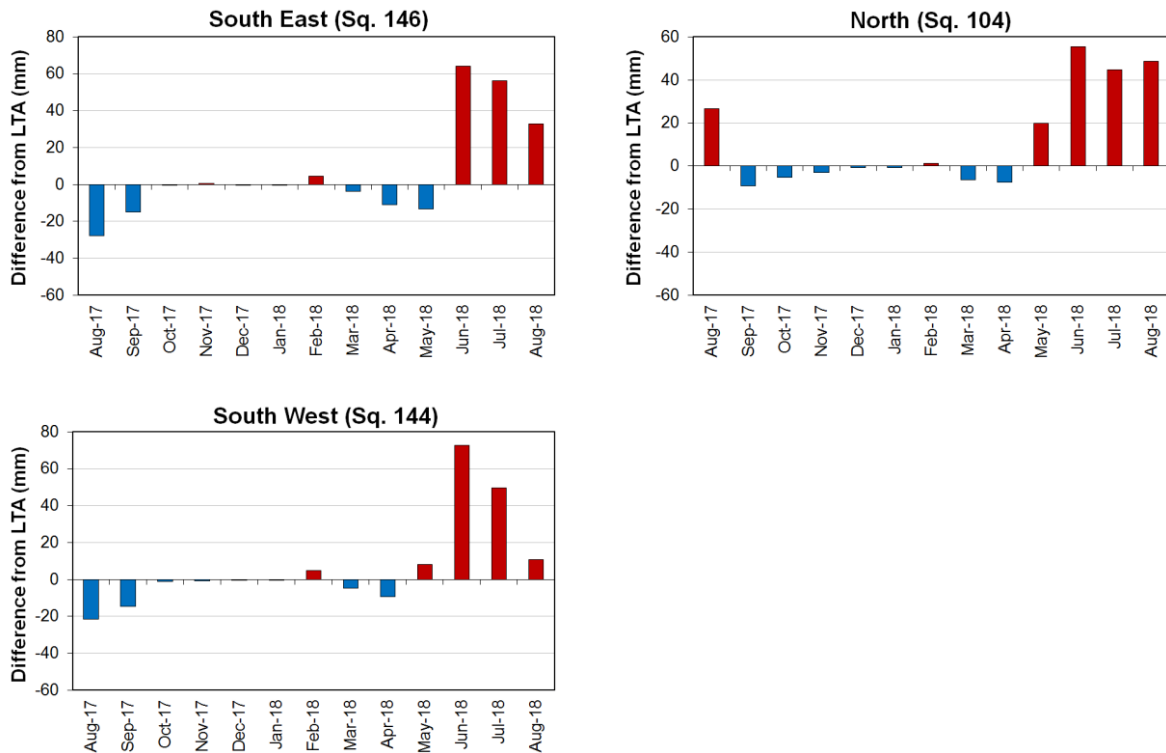 South East (Sq. 146)
Difference from LTA (mm)
80
60
40
20
0
-20
-40
-60
Aug-17
Sep-17
Oct-17
Nov-17
Dec-17
Jan-18
Feb-18
Mar-18
Apr-18
May-18
Jun-18
Jul-18
Aug-18
North (Sq. 104)
Difference from LTA (mm)
60
40
20
0
-20
-40
-60
Aug-17
Sep-17
Oct-17
Nov-17
Dec-17
Jan-18
Feb-18
Mar-18
Apr-18
May-18
Jun-18
Jul-18
Aug-18
South West (Sq. 144)
Difference from LTA (mm)
80
60
40
20
0
-20
-40
-60
Aug-17
Sep-17
Oct-17
Nov-17
Dec-17
Jan-18
Feb-18
Mar-18
Apr-18
May-18
Jun-18
Jul-18
Aug-18